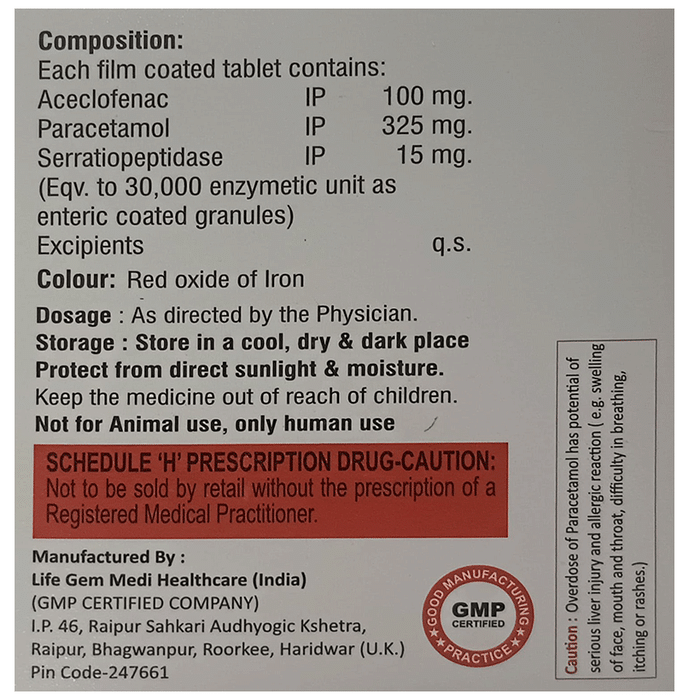 Composition:
Each film coated tablet contains:
Aceclofenac IP 100 mg.
Paracetamol IP 325 mg.
Serratiopeptidase IP 15 mg.
(Eqv. to 30,000 enzymetic unit as
enteric coated granules)
Excipients q.s.
Colour: Red oxide of Iron
Dosage : As directed by the Physician.
Storage : Store in a cool, dry & dark place
Protect from direct sunlight & moisture.
Keep the medicine out of reach of children.
Not for Animal use, only human use
SCHEDULE 'H' PRESCRIPTION DRUG-CAUTION:
Not to be sold by retail without the prescription of a
Registered Medical Practitioner.
Manufactured By :
Life Gem Medi Healthcare (India)
(GMP CERTIFIED COMPANY)
I.P. 46, Raipur Sahkari Audhyogic Kshetra,
Raipur, Bhagwanpur, Roorkee, Haridwar (U.K.)
Pin Code-247661
GOOD MANUFACTURING
GMP
CERTIFIED
PRACTICE
Caution : Overdose of Paracetamol has potential of
serious liver injury and allergic reaction ( e.g. swelling
of face, mouth and throat, difficulty in breathing,
itching or rashes.)